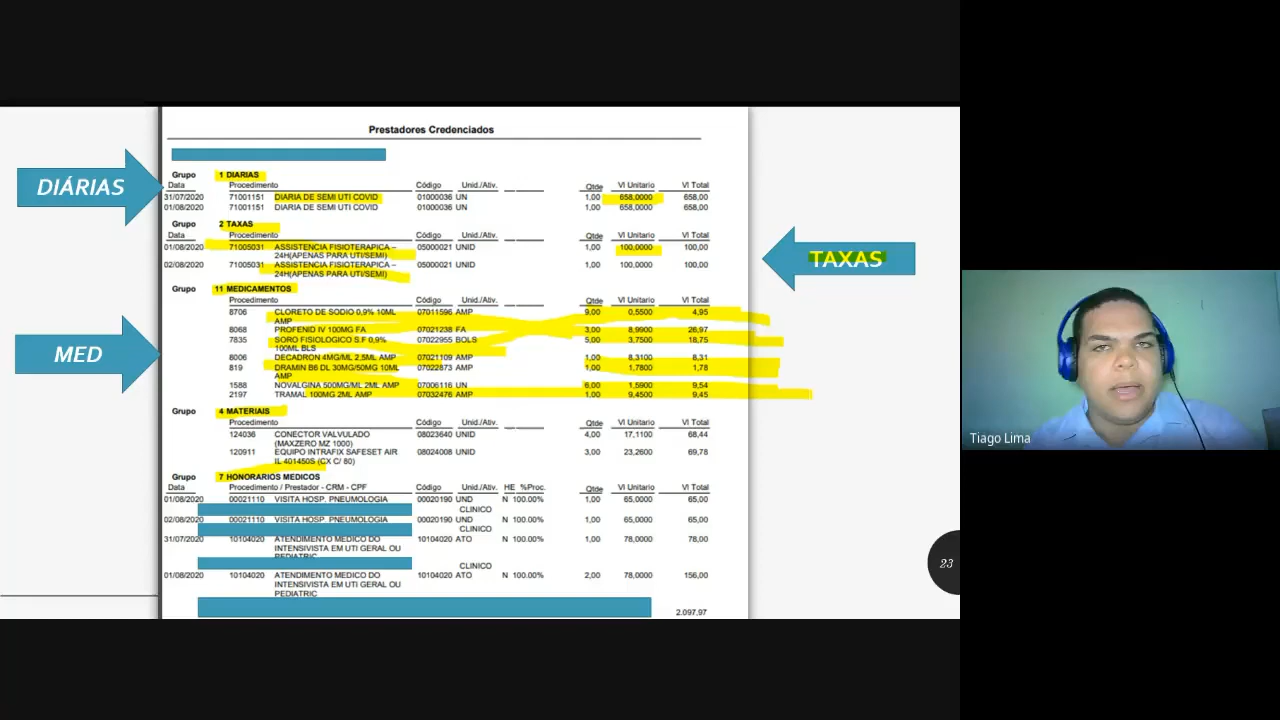 Prestadores Credenciados
DIÁRIAS
Grupo 1 DIARIAS
Data Procedimento Código Unid./Ativ. Qtde Vl Unitario Vl Total
31/07/2020 71001151 DIARIA DE SEMI UTI COVID 01000036 UN 1,00 658,0000 658,00
01/08/2020 71001151 DIARIA DE SEMI UTI COVID 01000036 UN 1,00 658,0000 658,00
Grupo 2 TAXAS
Data Procedimento Código Unid./Ativ. Qtde Vl Unitario Vl Total
01/08/2020 71005031 ASSISTENCIA FISIOTERAPICA – 05000021 UNID 1,00 100,0000 100,00
24H(APENAS PARA UTI/SEMI)
02/08/2020 71005031 ASSISTENCIA FISIOTERAPICA – 05000021 UNID 1,00 100,0000 100,00
24H(APENAS PARA UTI/SEMI)
TAXAS
Grupo 11 MEDICAMENTOS
Procedimento Código Unid./Ativ. Qtde Vl Unitario Vl Total
8706 CLORETO DE SODIO 0,9% 10ML 07011596 AMP 9,00 0,5500 4,95
AMP
8068 PROFENID IV 100MG FA 07021238 FA 3,00 8,9900 26,97
7835 SORO FISIOLOGICO S.F 0,9% 07022955 BOLS 5,00 3,7500 18,75
100ML BLS
8006 DECADRON 4MG/ML 2,5ML AMP 07021109 AMP 1,00 8,3100 8,31
819 DRAMIN B6 DL 30MG/50MG 10ML 07022873 AMP 1,00 1,7800 1,78
AMP
1588 NOVALGINA 500MG/ML 2ML AMP 07006116 UN 6,00 1,5900 9,54
2197 TRAMAL 100MG 2ML AMP 07032478 AMP 1,00 9,4500 9,45
MED
Grupo 4 MATERIAIS
Procedimento Código Unid./Ativ. Qtde Vl Unitario Vl Total
124036 CONECTOR VALVULADO 08023640 UNID 4,00 17,1100 68,44
(MAXZERO MZ 1000)
120911 EQUIPO INTRAFIX SAFESET AIR 08024008 UNID 3,00 23,2600 69,78
IL 401450S (CX C/ 80)
Grupo 7 HONORARIOS MEDICOS
Data Procedimento / Prestador - CRM - CPF Código Unid./Ativ. HE %Proc. Qtde Vl Unitario Vl Total
01/08/2020 00021110 VISITA HOSP. PNEUMOLOGIA 00020190 UND N 100.00% 1,00 65,0000 65,00
CLINICO
02/08/2020 00021110 VISITA HOSP. PNEUMOLOGIA 00020190 UND N 100.00% 1,00 65,0000 65,00
CLINICO
31/07/2020 10104020 ATENDIMENTO MEDICO DO 10104020 ATO N 100.00% 1,00 78,0000 78,00
INTENSIVISTA EM UTI GERAL OU
PEDIATRIC
CLINICO
01/08/2020 10104020 ATENDIMENTO MEDICO DO 10104020 ATO N 100.00% 2,00 78,0000 156,00
INTENSIVISTA EM UTI GERAL OU
PEDIATRIC
2.097,97
23
Tiago Lima